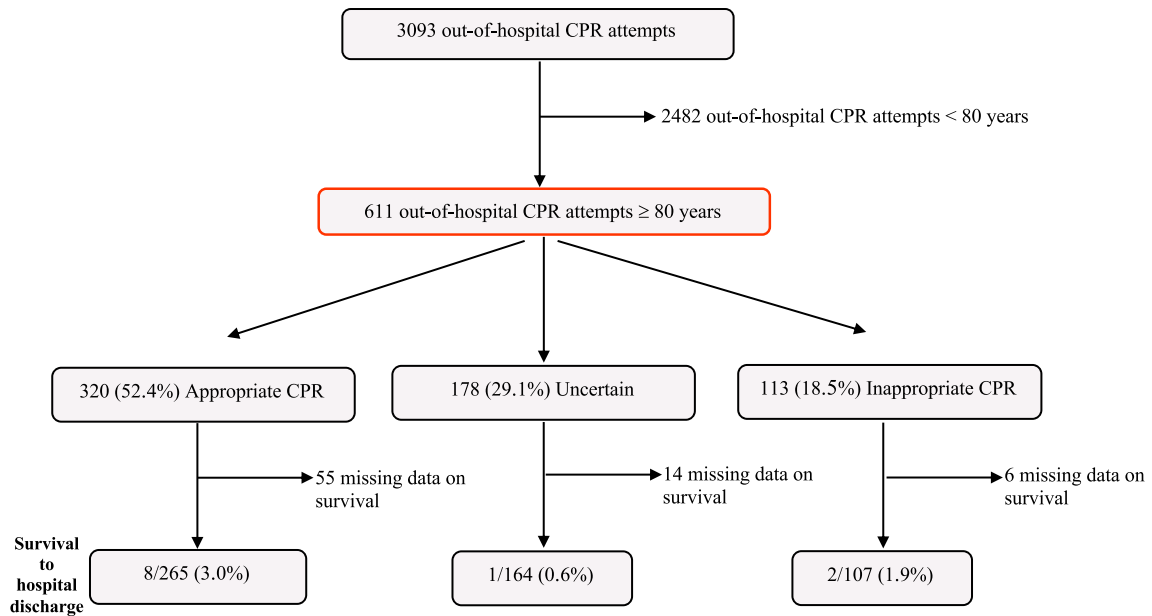 3093 out-of-hospital CPR attempts
2482 out-of-hospital CPR attempts < 80 years
611 out-of-hospital CPR attempts ≥ 80 years
320 (52.4%) Appropriate CPR
178 (29.1%) Uncertain
113 (18.5%) Inappropriate CPR
55 missing data on
survival
14 missing data on
survival
6 missing data on
survival
Survival
to
hospital
discharge
8/265 (3.0%)
1/164 (0.6%)
2/107 (1.9%)